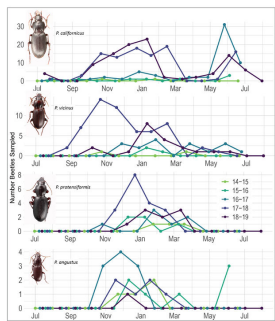 P. californicus
30
20
10
0
Jul Sep Nov Jan Mar May Jul
P. vicinus
10
5
0
Jul Sep Nov Jan Mar May Jul
Number Beetles Sampled
8
P. protensiformis
6
4
2
0
14−15
15−16
16−17
17−18
18−19
Jul Sep Nov Jan Mar May Jul
4
P. angustus
3
2
1
0
Jul Sep Nov Jan Mar May Jul